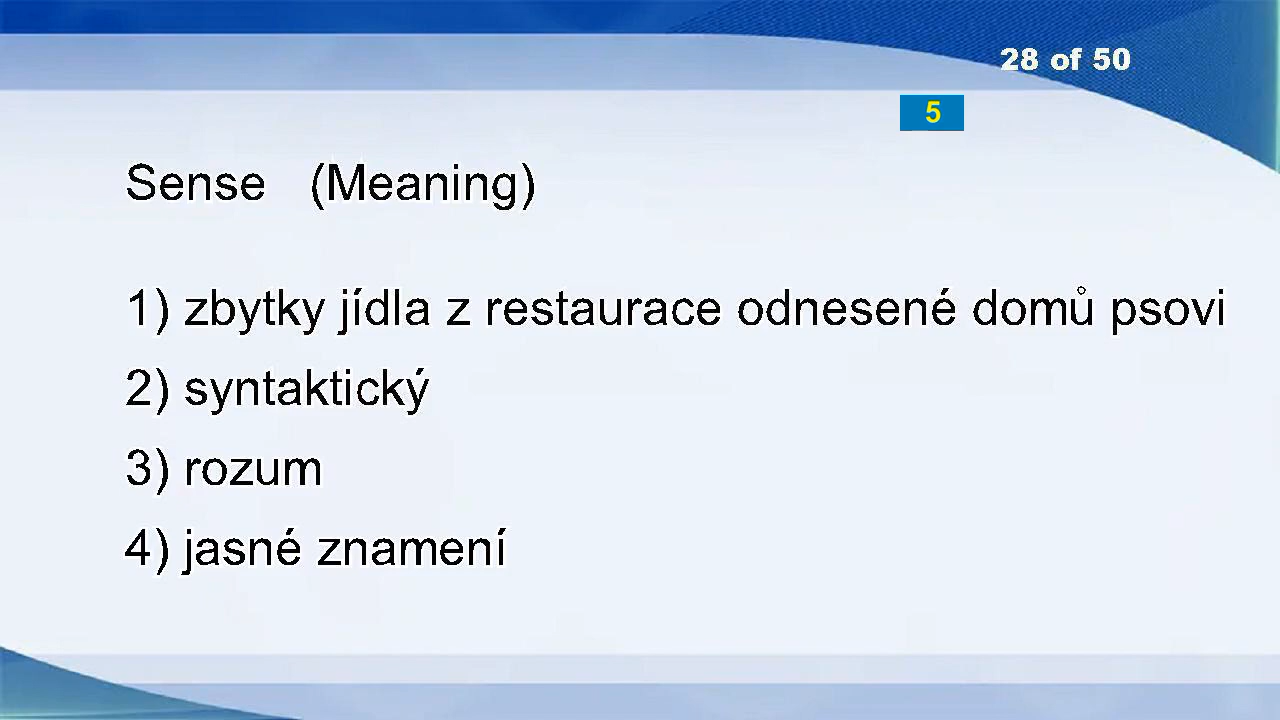 28 of 50
5
Sense (Meaning)
1) zbytky jídla z restaurace odnesené domů psovi
2) syntaktický
3) rozum
4) jasné znamení